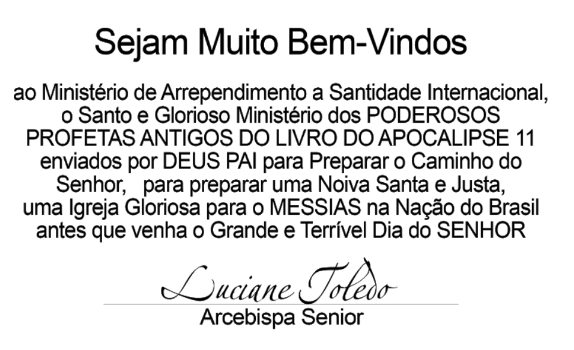 Sejam Muito Bem-Vindos
ao Ministério de Arrependimento a Santidade Internacional,
o Santo e Glorioso Ministério dos PODEROSOS
PROFETAS ANTIGOS DO LIVRO DO APOCALIPSE 11
enviados por DEUS PAI para Preparar o Caminho do
Senhor,   para preparar uma Noiva Santa e Justa,
uma Igreja Gloriosa para o MESSIAS na Nação do Brasil
antes que venha o Grande e Terrível Dia do SENHOR
Luciane Toledo
Arcebispa Senior